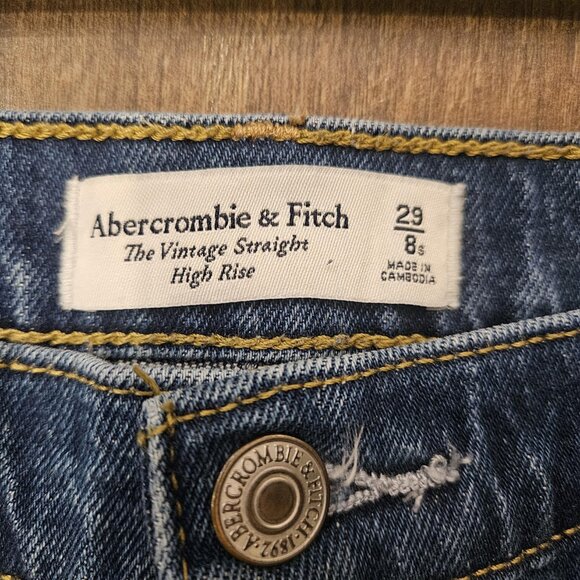 Abercrombie & Fitch
The Vintage Straight
High Rise
29
8s
MADE IN
CAMBODIA
ABERCROMBIE & FITCH · 1892 ·